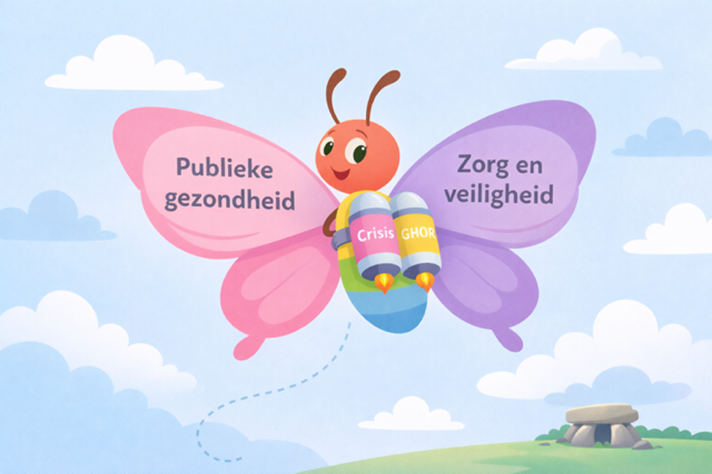 Publieke
gezondheid
Zorg en
veiligheid
Crisis
GHOR